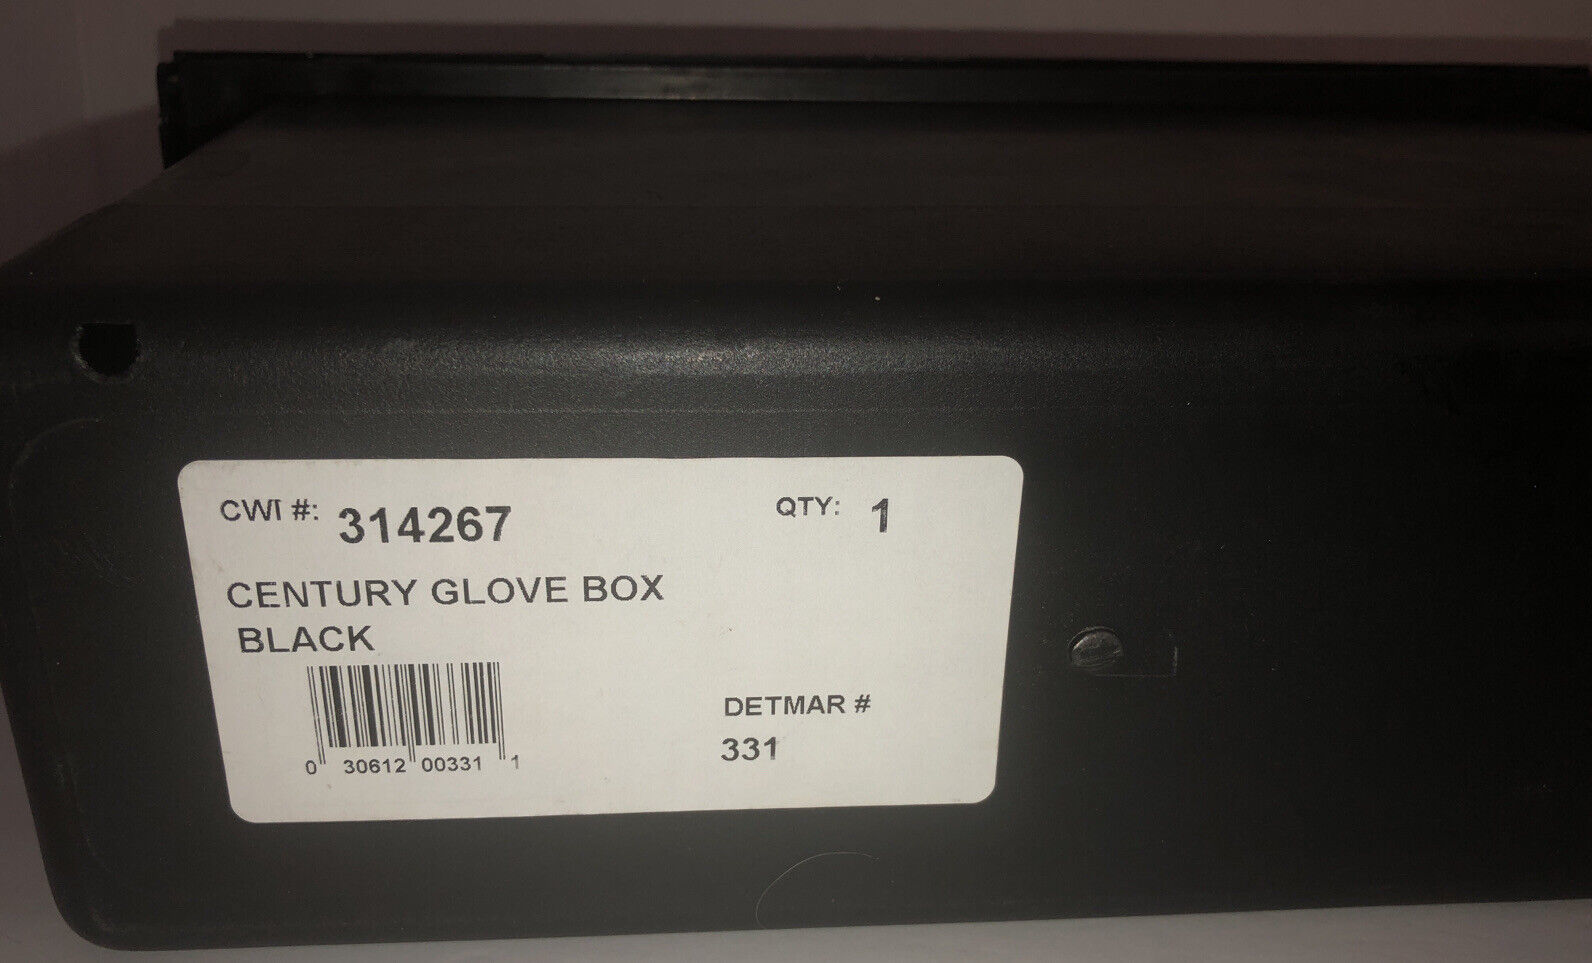 CWI #: 314267 QTY: 1
CENTURY GLOVE BOX
BLACK
DETMAR #
331
0 30612 00331 1